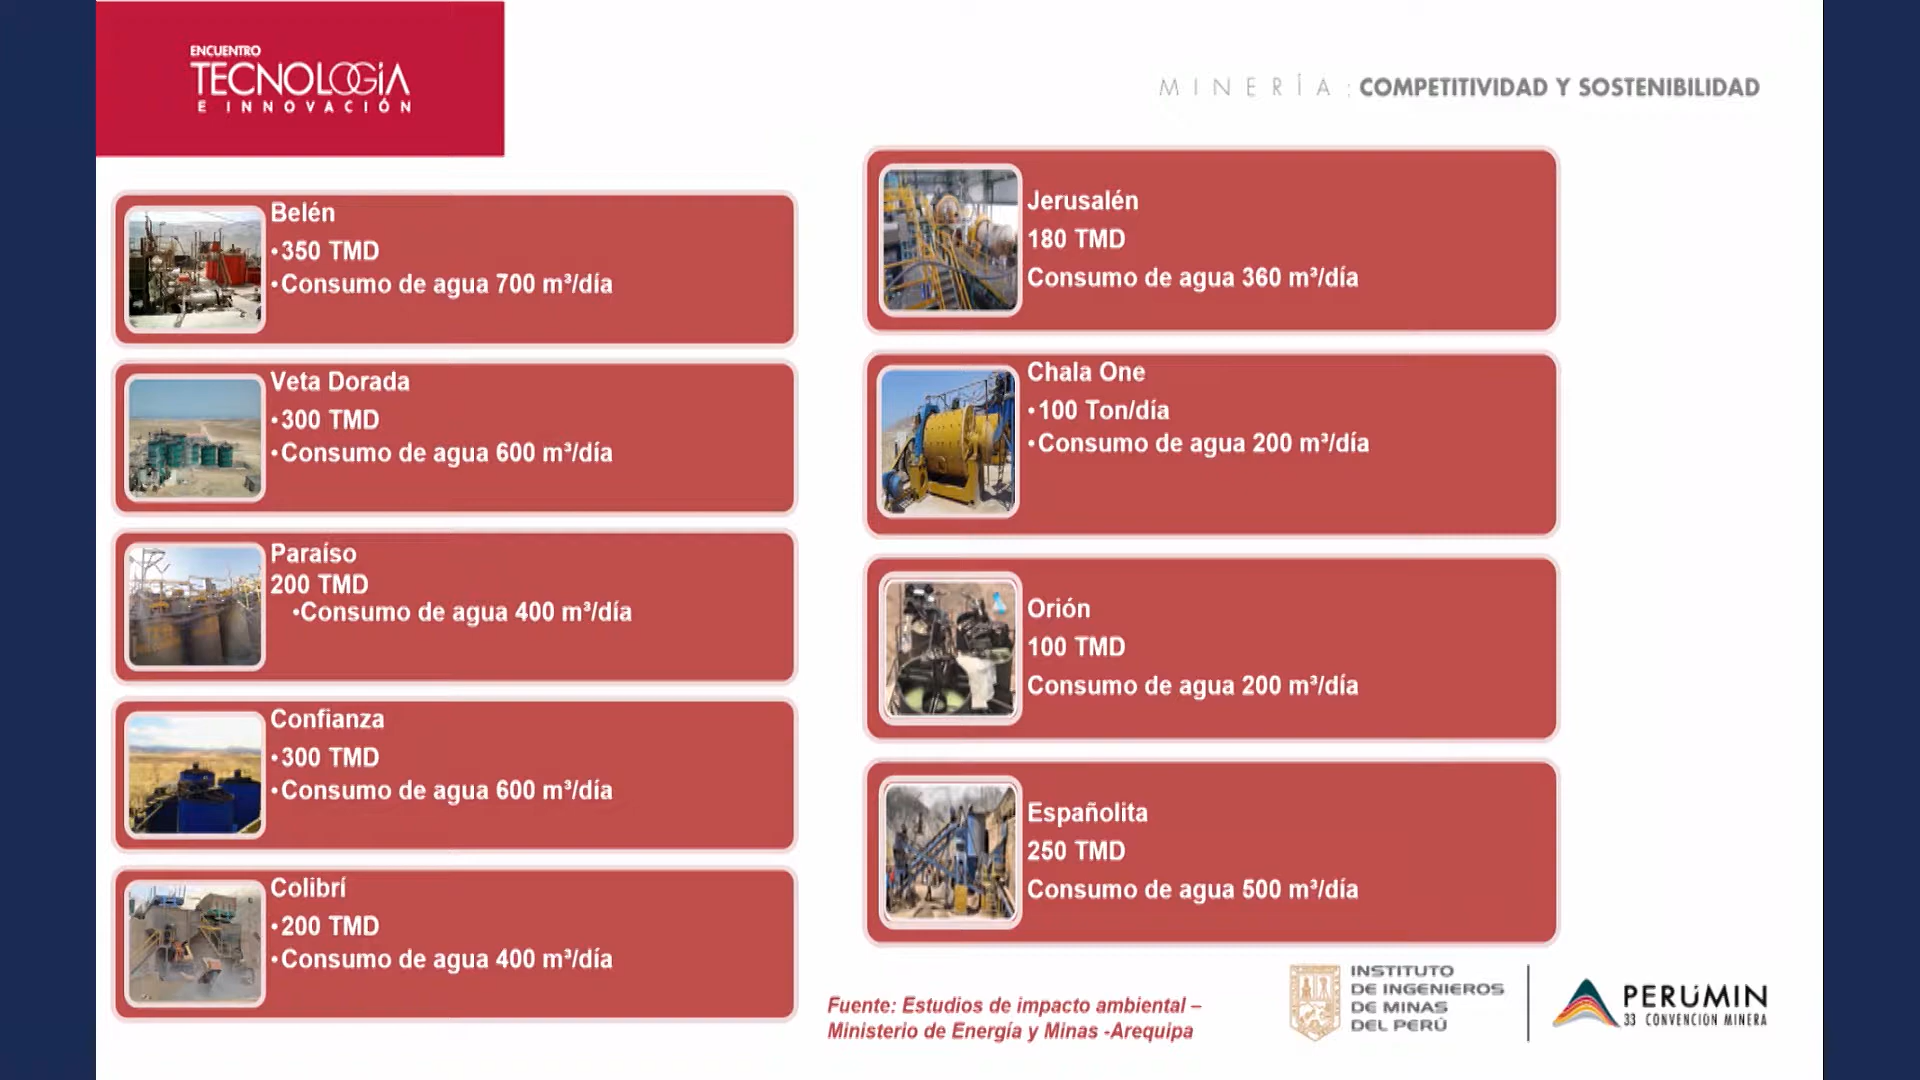 ENCUENTRO
TECNOLOGÍA
E INNOVACIÓN
MINERÍA: COMPETITIVIDAD Y SOSTENIBILIDAD
Belén
•350 TMD
•Consumo de agua 700 m³/día
Veta Dorada
•300 TMD
•Consumo de agua 600 m³/día
Paraíso
200 TMD
•Consumo de agua 400 m³/día
Confianza
•300 TMD
•Consumo de agua 600 m³/día
Colibrí
•200 TMD
•Consumo de agua 400 m³/día
Jerusalén
180 TMD
Consumo de agua 360 m³/día
Chala One
•100 Ton/día
•Consumo de agua 200 m³/día
Orión
100 TMD
Consumo de agua 200 m³/día
Españolita
250 TMD
Consumo de agua 500 m³/día
Fuente: Estudios de impacto ambiental –
Ministerio de Energía y Minas -Arequipa
INSTITUTO
DE INGENIEROS
DE MINAS
DEL PERÚ
PERÚMIN
33 CONVENCIÓN MINERA